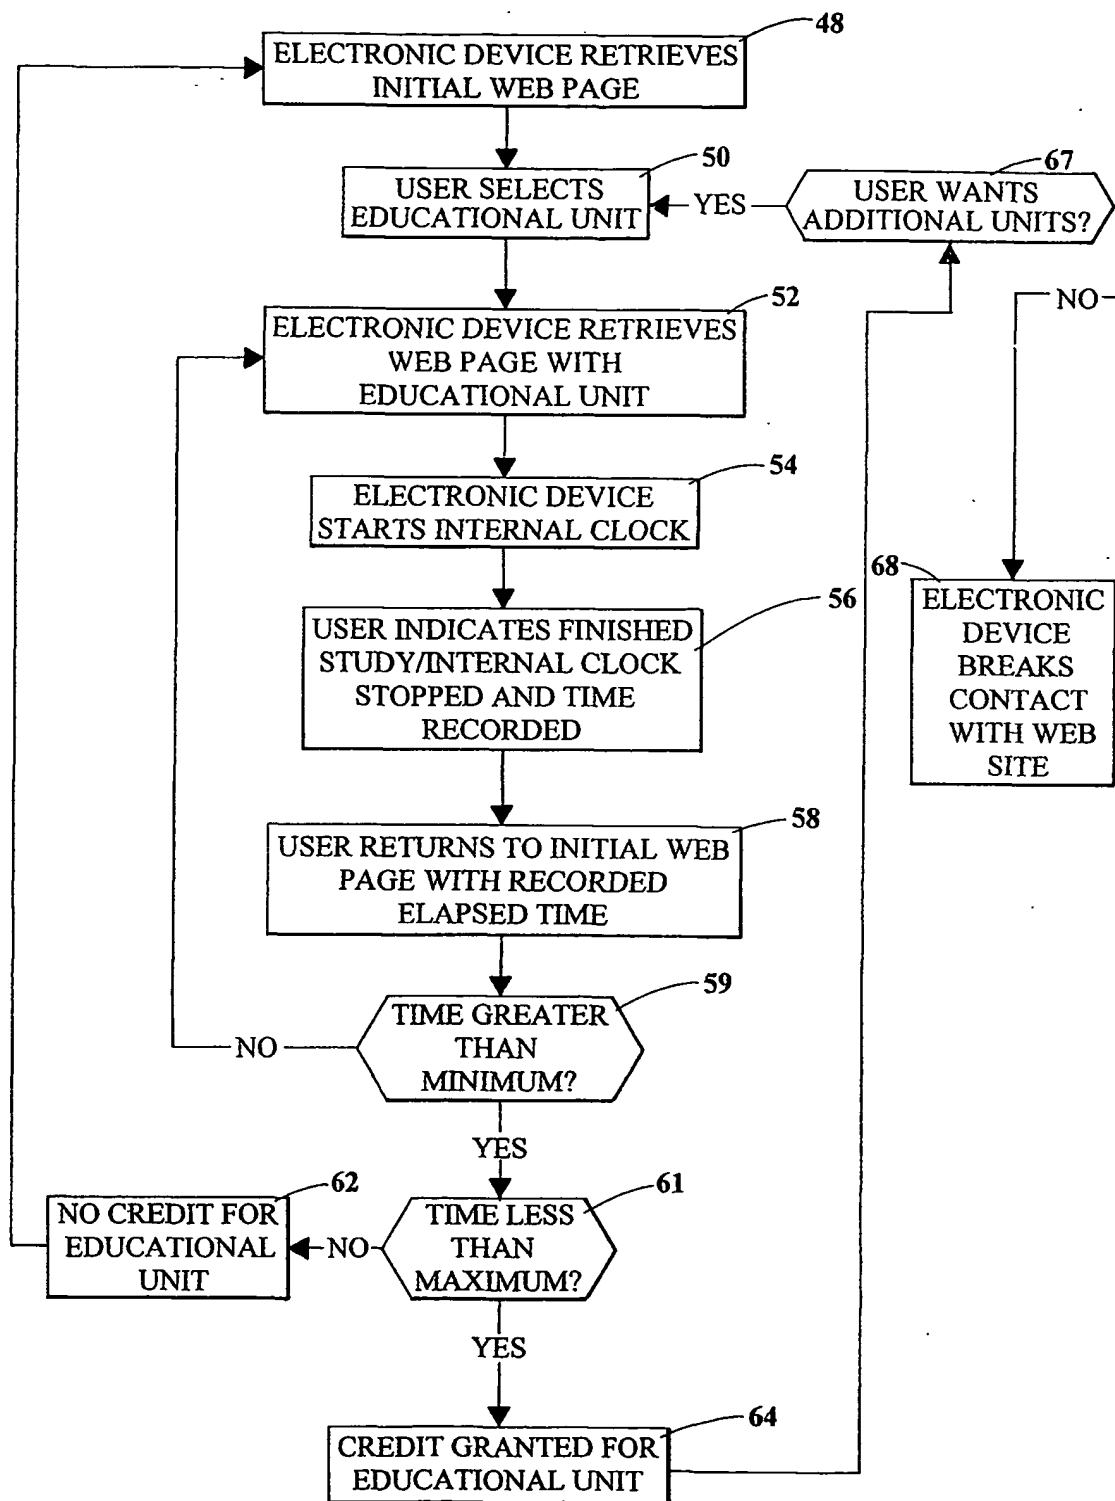 48
ELECTRONIC DEVICE RETRIEVES
INITIAL WEB PAGE
50
USER SELECTS
EDUCATIONAL UNIT
67
USER WANTS
ADDITIONAL UNITS?
YES
NO
52
ELECTRONIC DEVICE RETRIEVES
WEB PAGE WITH
EDUCATIONAL UNIT
54
ELECTRONIC DEVICE
STARTS INTERNAL CLOCK
68
ELECTRONIC
DEVICE
BREAKS
CONTACT
WITH WEB
SITE
56
USER INDICATES FINISHED
STUDY/INTERNAL CLOCK
STOPPED AND TIME
RECORDED
58
USER RETURNS TO INITIAL WEB
PAGE WITH RECORDED
ELAPSED TIME
59
TIME GREATER
THAN
MINIMUM?
NO
YES
61
TIME LESS
THAN
MAXIMUM?
NO
62
NO CREDIT FOR
EDUCATIONAL
UNIT
YES
64
CREDIT GRANTED FOR
EDUCATIONAL UNIT